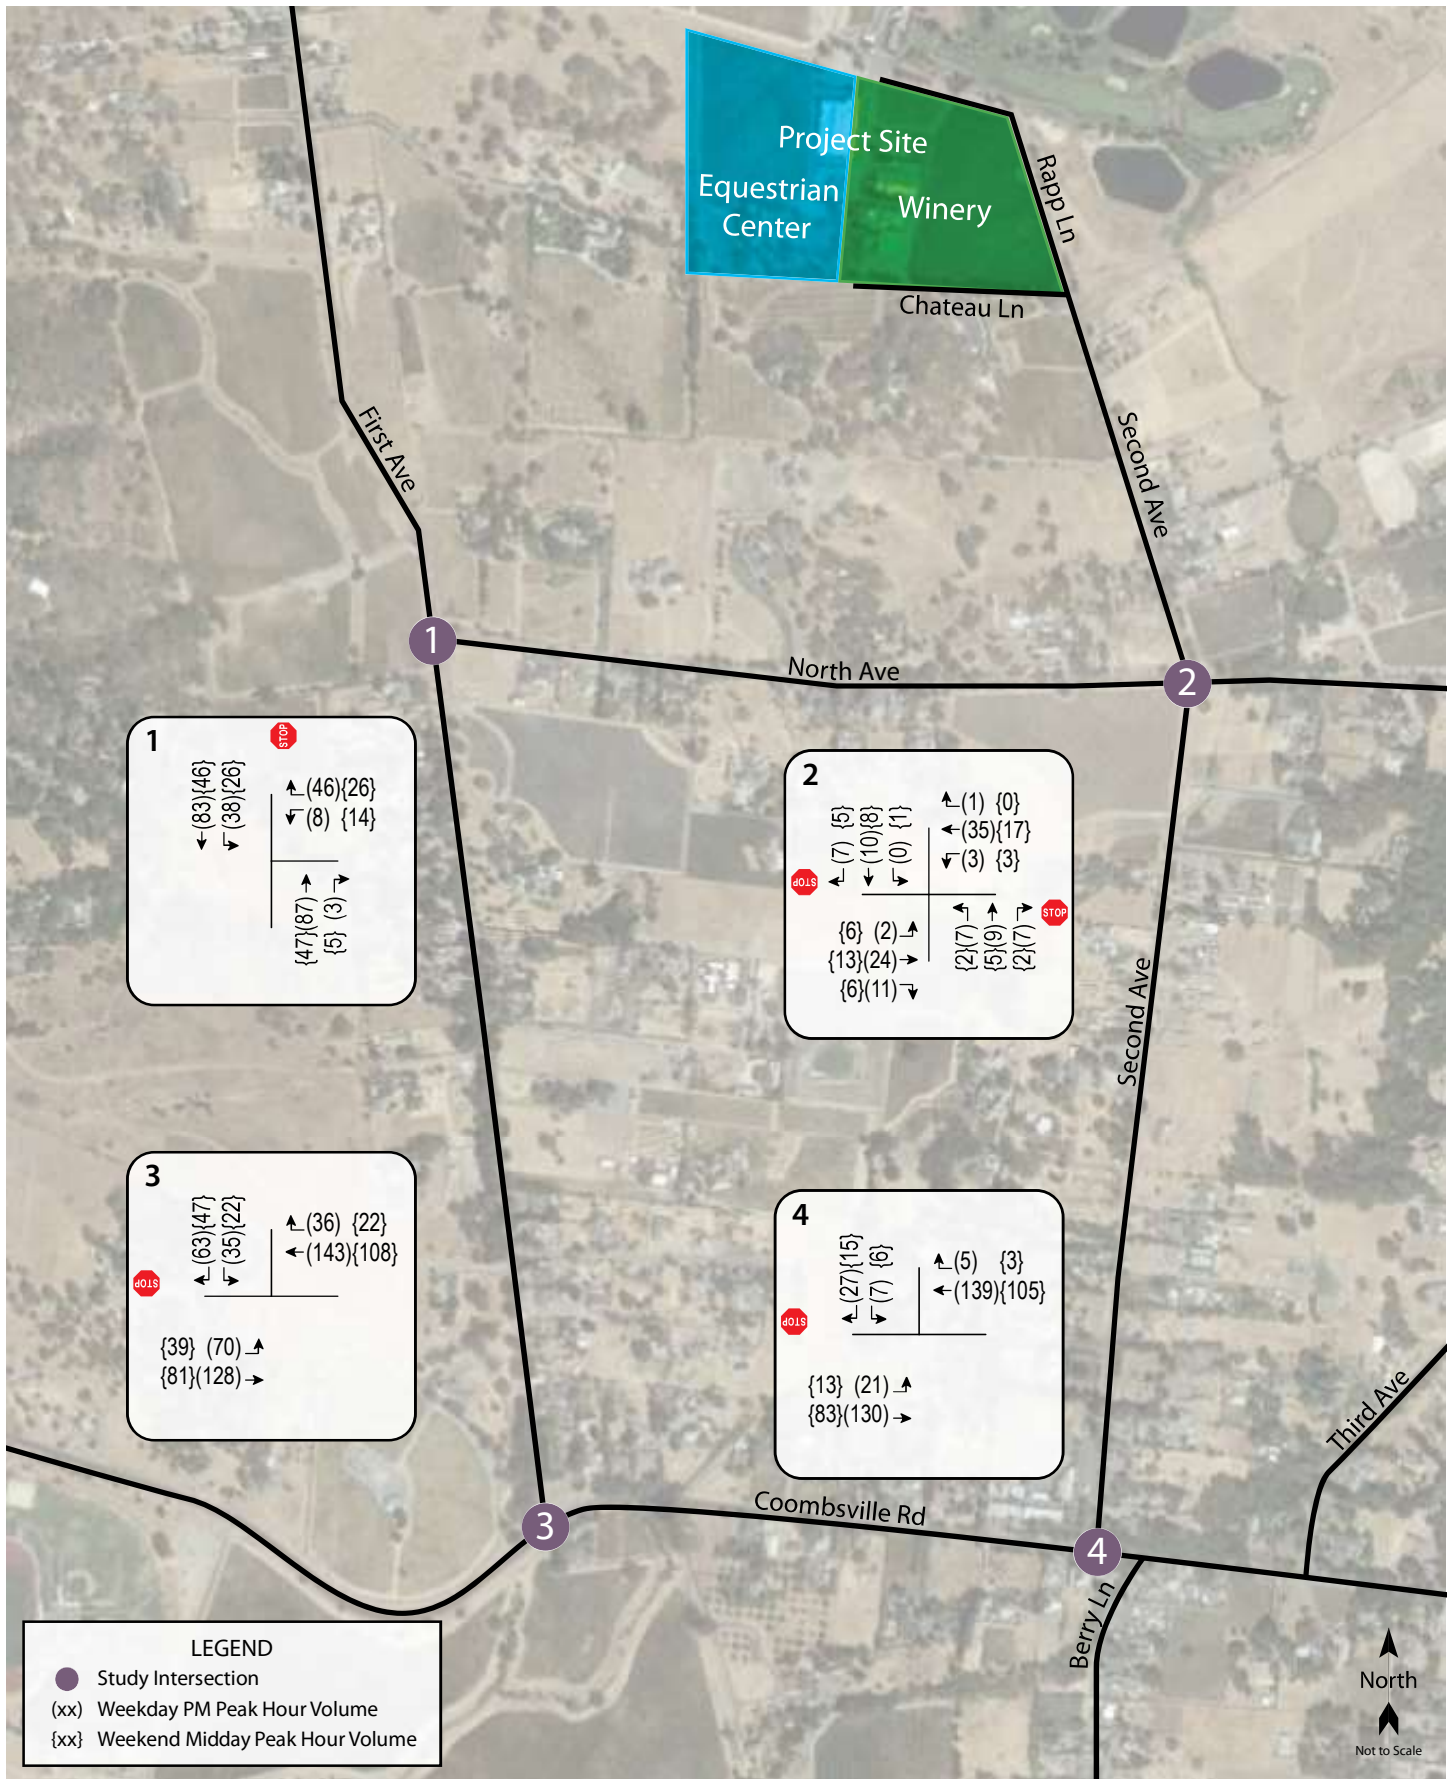 Project Site
Equestrian
Center
Winery
Rapp Ln
Chateau Ln
First Ave
Second Ave
1
North Ave
2
1
STOP
(83){46}
(38){26}
(46){26}
(8) {14}
{47}(87)
{5} (3)
2
(7) {5}
(10){8}
(0) {1}
(1) {0}
(35){17}
(3) {3}
STOP
{6} (2)
{13}(24)
{6}(11)
{2}(7)
{5}(9)
{2}(7)
STOP
Second Ave
3
(63){47}
(35){22}
(36) {22}
(143){108}
STOP
{39} (70)
{81}(128)
4
(27){15}
(7) {6}
(5) {3}
(139){105}
STOP
{13} (21)
{83}(130)
Third Ave
Coombsville Rd
3
4
Berry Ln
LEGEND
Study Intersection
(xx) Weekday PM Peak Hour Volume
{xx} Weekend Midday Peak Hour Volume
North
Not to Scale